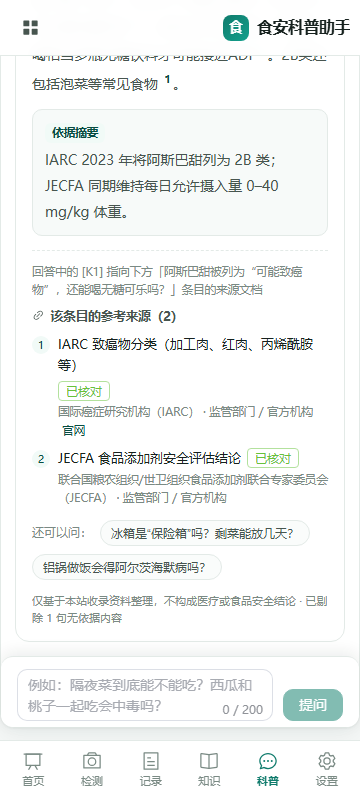 食 食安科普助手
包括泡菜等常见食物 1。
依据摘要
IARC 2023 年将阿斯巴甜列为 2B 类；
JECFA 同期维持每日允许摄入量 0–40
mg/kg 体重。
回答中的 [K1] 指向下方「阿斯巴甜被列为“可能致癌
物”，还能喝无糖可乐吗？」条目的来源文档
该条目的参考来源（2）
1 IARC 致癌物分类（加工肉、红肉、丙烯酰胺
等）
已核对
国际癌症研究机构（IARC） · 监管部门 / 官方机构
官网
2 JECFA 食品添加剂安全评估结论 已核对
联合国粮农组织/世卫组织食品添加剂联合专家委员会
（JECFA） · 监管部门 / 官方机构
还可以问： 冰箱是“保险箱”吗？剩菜能放几天？
铝锅做饭会得阿尔茨海默病吗？
仅基于本站收录资料整理，不构成医疗或食品安全结论 · 已剔
除 1 句无依据内容
例如：隔夜菜到底能不能吃？西瓜和
桃子一起吃会中毒吗？
0 / 200
提问
首页 检测 记录 知识 科普 设置